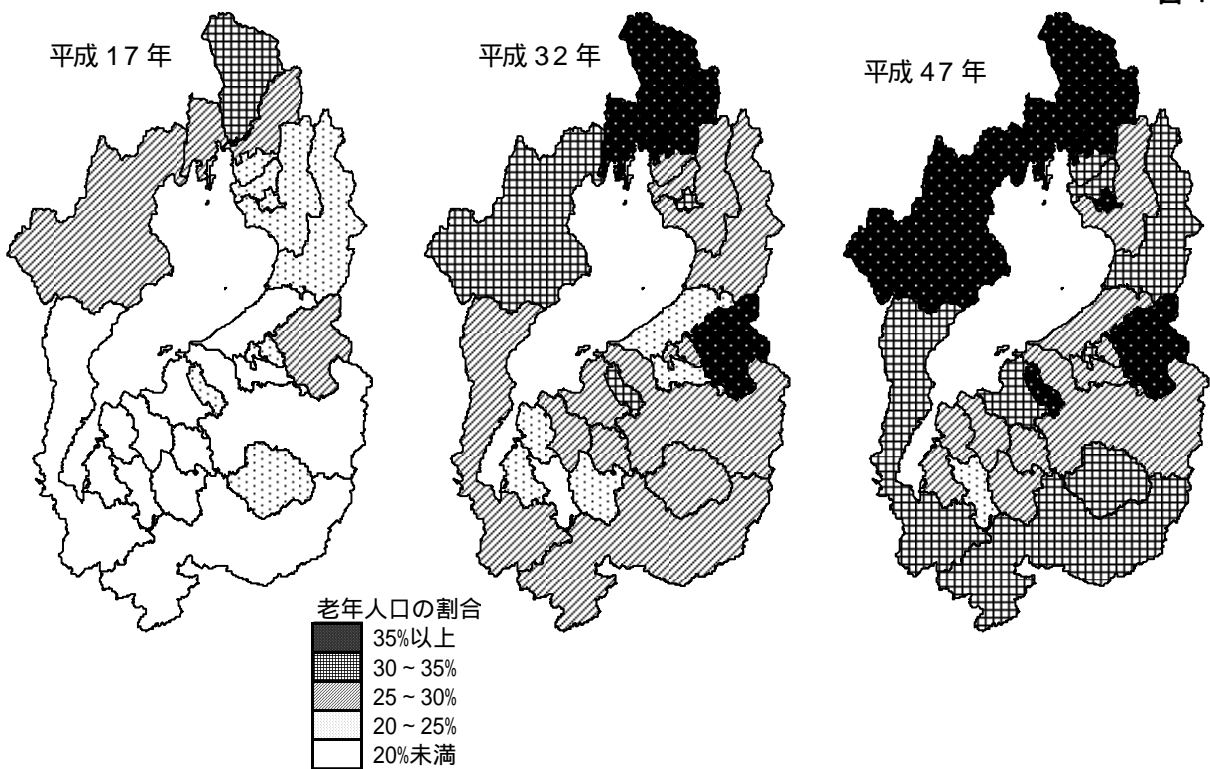 平成 17 年
平成 32 年
平成 47 年
老年人口の割合
35%以上
30 ~ 35%
25 ~ 30%
20 ~ 25%
20%未満